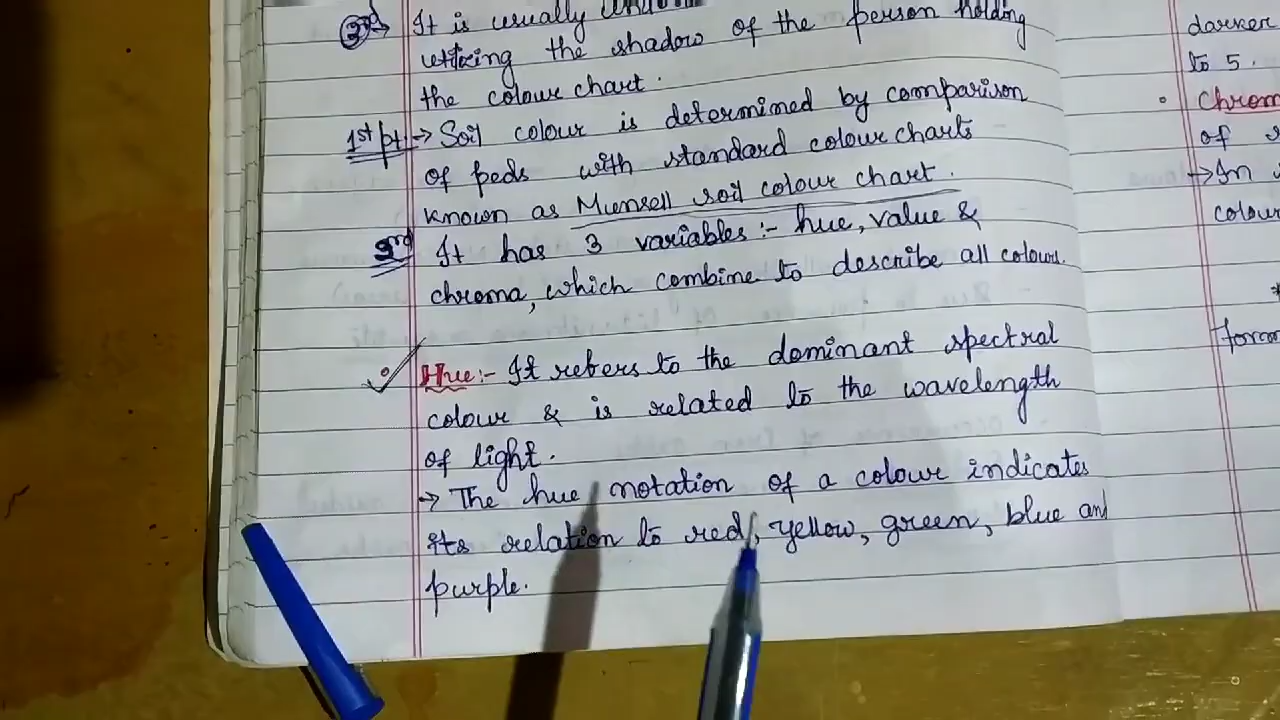 2nd → It is usually
utilizing the shadow of the person holding
the colour chart.
1st pt. → Soil colour is determined by comparison
of peds with standard colour charts
known as Munsell soil colour chart.
3rd It has 3 variables :- hue, value &
chroma, which combine to describe all colours.
Hue :- It refers to the dominant spectral
colour & is related to the wavelength
of light.
→ The hue notation of a colour indicates
its relation to red, yellow, green, blue and
purple.
darker
to 5.
Chrom
of
→ In
colour
*